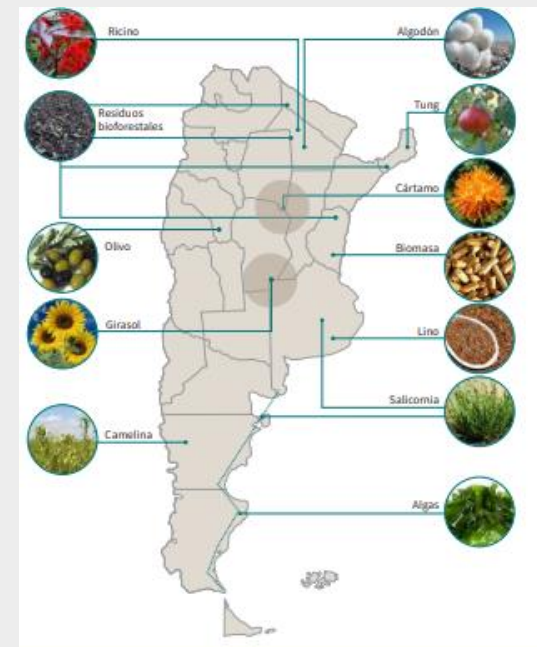 Ricino
Algodón
Residuos
bioforestales
Tung
Cártamo
Olivo
Biomasa
Girasol
Lino
Salicornia
Camelina
Algas